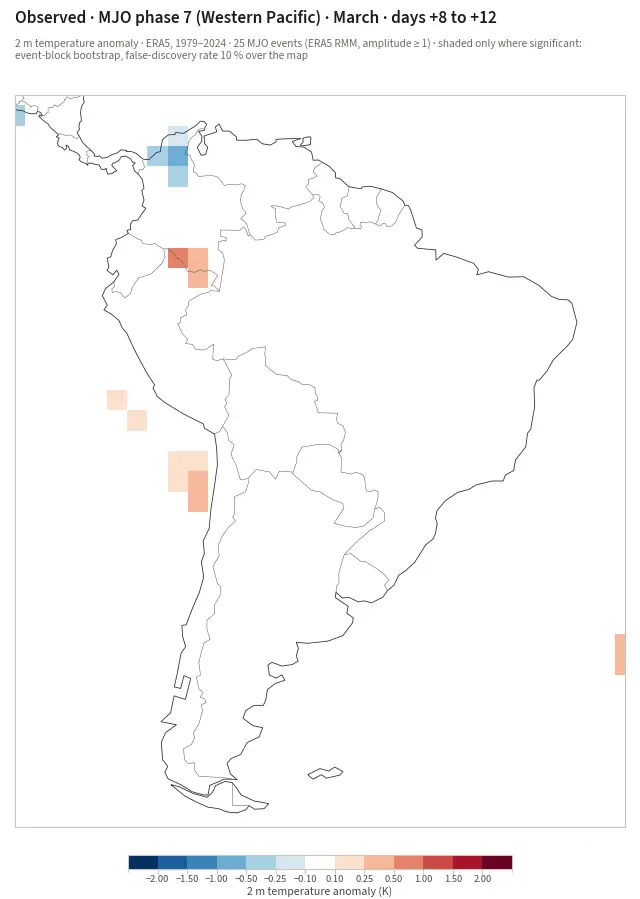 Observed · MJO phase 7 (Western Pacific) · March · days +8 to +12
2 m temperature anomaly · ERA5, 1979–2024 · 25 MJO events (ERA5 RMM, amplitude ≥ 1) · shaded only where significant:
event-block bootstrap, false-discovery rate 10 % over the map
−2.00 −1.50 −1.00 −0.50 −0.25 −0.10 0.10 0.25 0.50 1.00 1.50 2.00
2 m temperature anomaly (K)